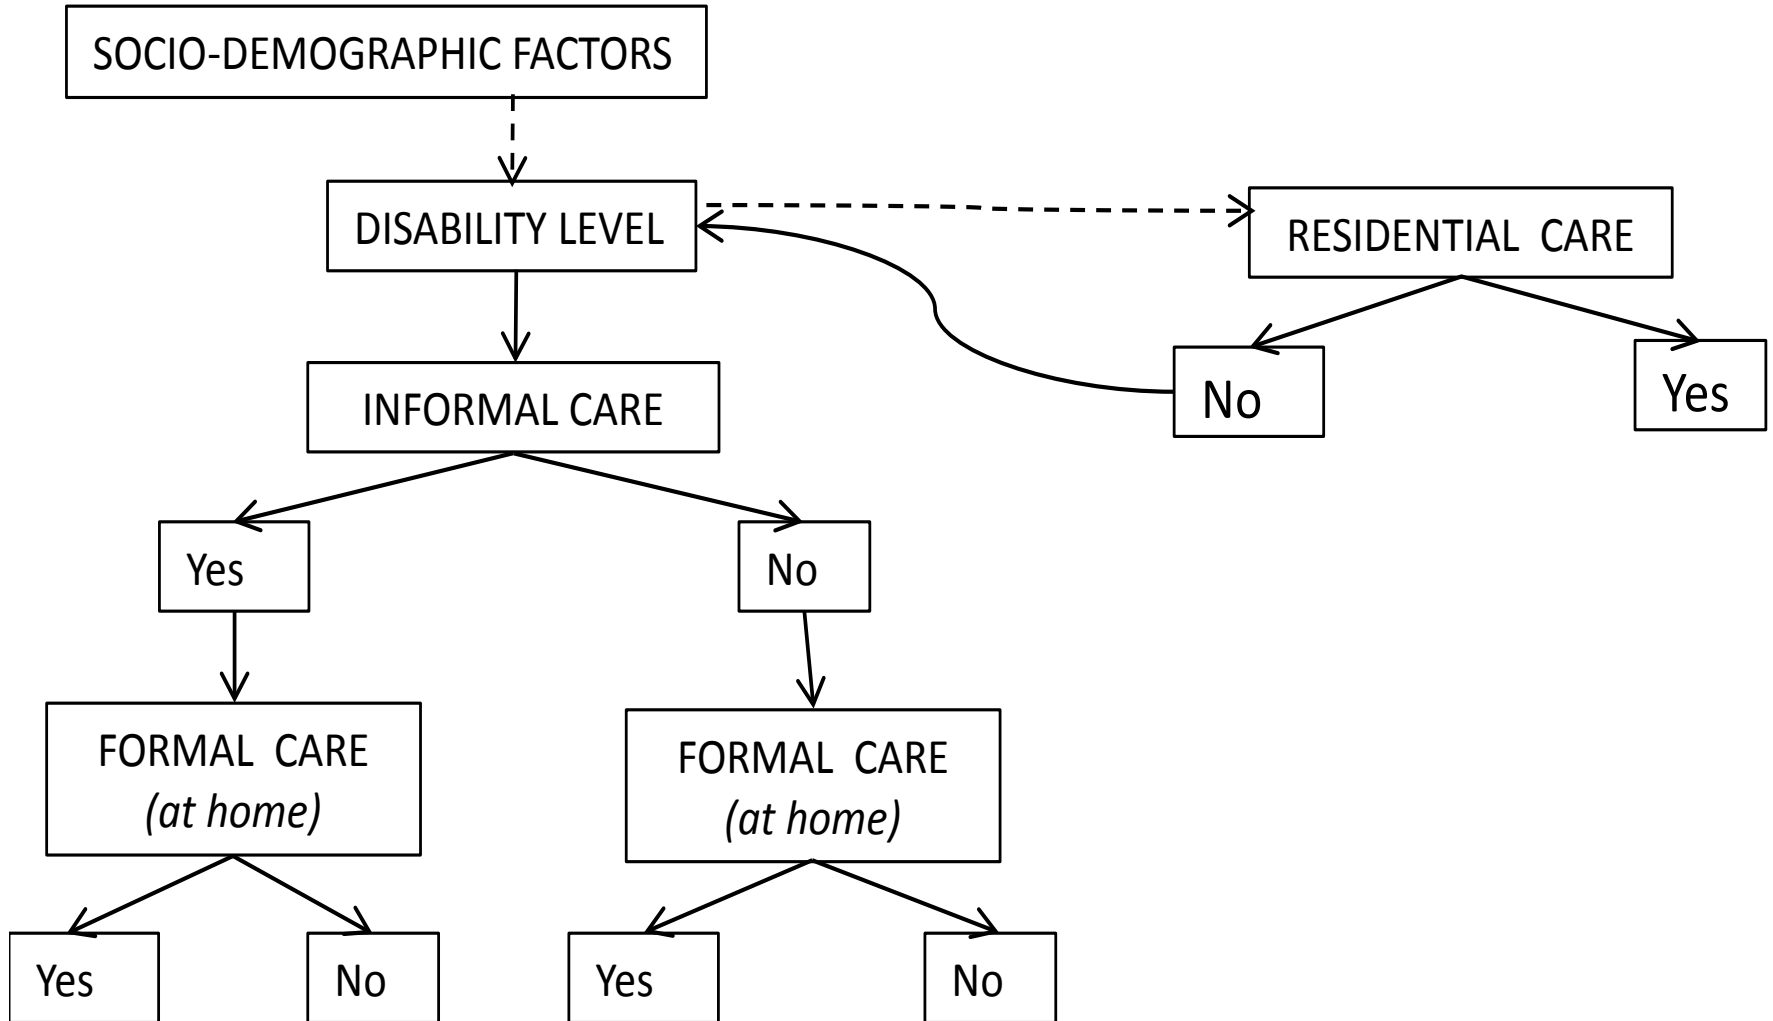 SOCIO-DEMOGRAPHIC FACTORS
DISABILITY LEVEL
RESIDENTIAL CARE
No
Yes
INFORMAL CARE
Yes
No
FORMAL CARE
(at home)
FORMAL CARE
(at home)
Yes
No
Yes
No